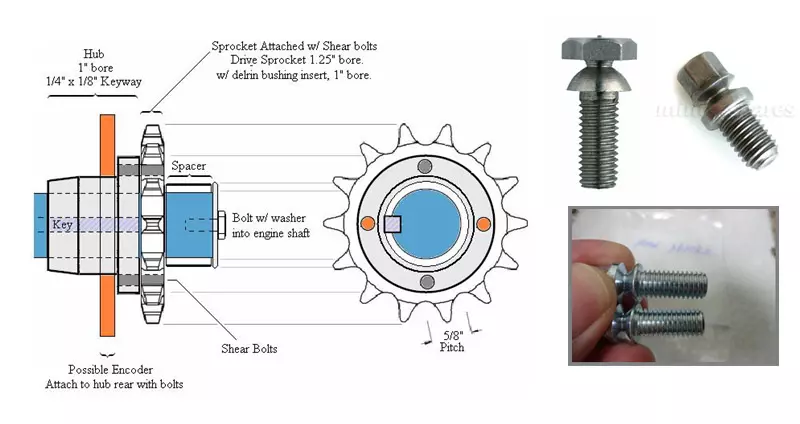 Hub
1" bore
1/4" x 1/8" Keyway
Sprocket Attached w/ Shear bolts
Drive Sprocket 1.25" bore.
w/ delrin bushing insert, 1" bore.
Spacer
Key
Bolt w/ washer
into engine shaft
Shear Bolts
5/8"
Pitch
Possible Encoder
Attach to hub rear with bolts